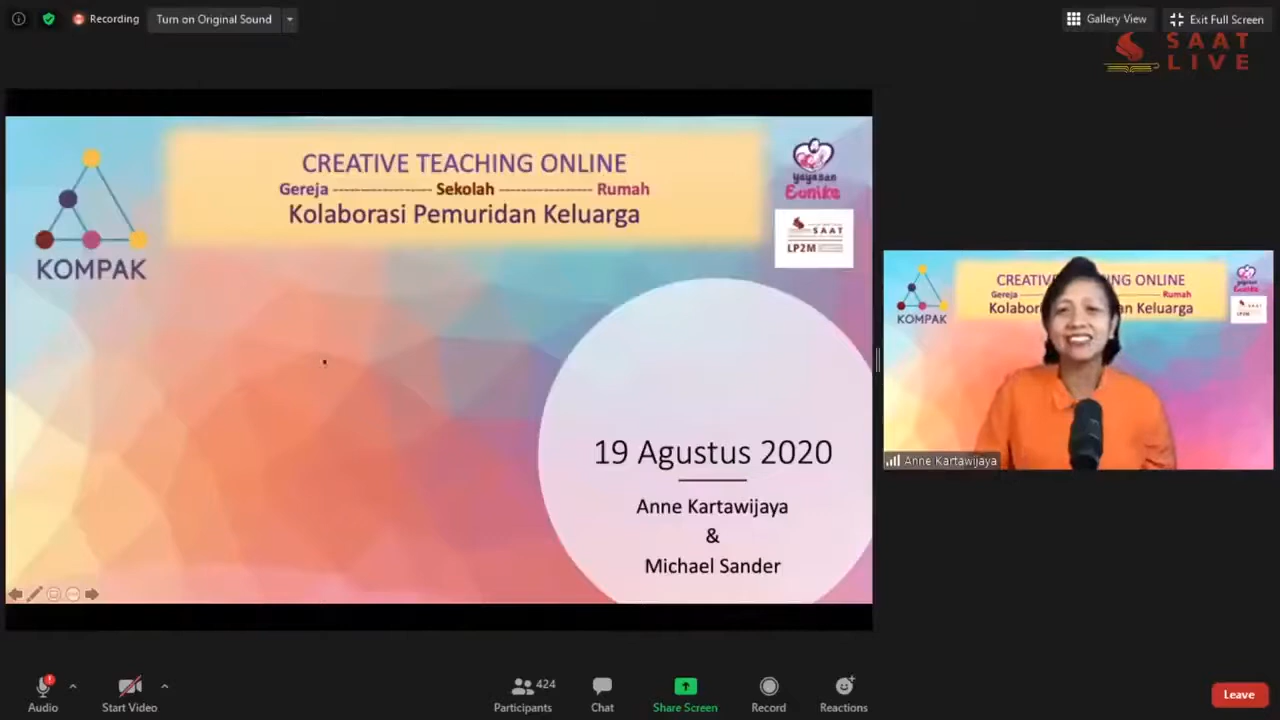 Recording
Turn on Original Sound
Gallery View
Exit Full Screen
SAAT
LIVE
CREATIVE TEACHING ONLINE
Gereja ------------------ Sekolah ----------------- Rumah
Kolaborasi Pemuridan Keluarga
KOMPAK
yayasan
Eunike
SAAT
LP2M
19 Agustus 2020
Anne Kartawijaya
&
Michael Sander
CREA
NG ONLINE
Gereja
Rumah
Kolabor
an Keluarga
KOMPAK
Anne Kartawijaya
Audio
Start Video
424
Participants
Chat
Share Screen
Record
Reactions
Leave